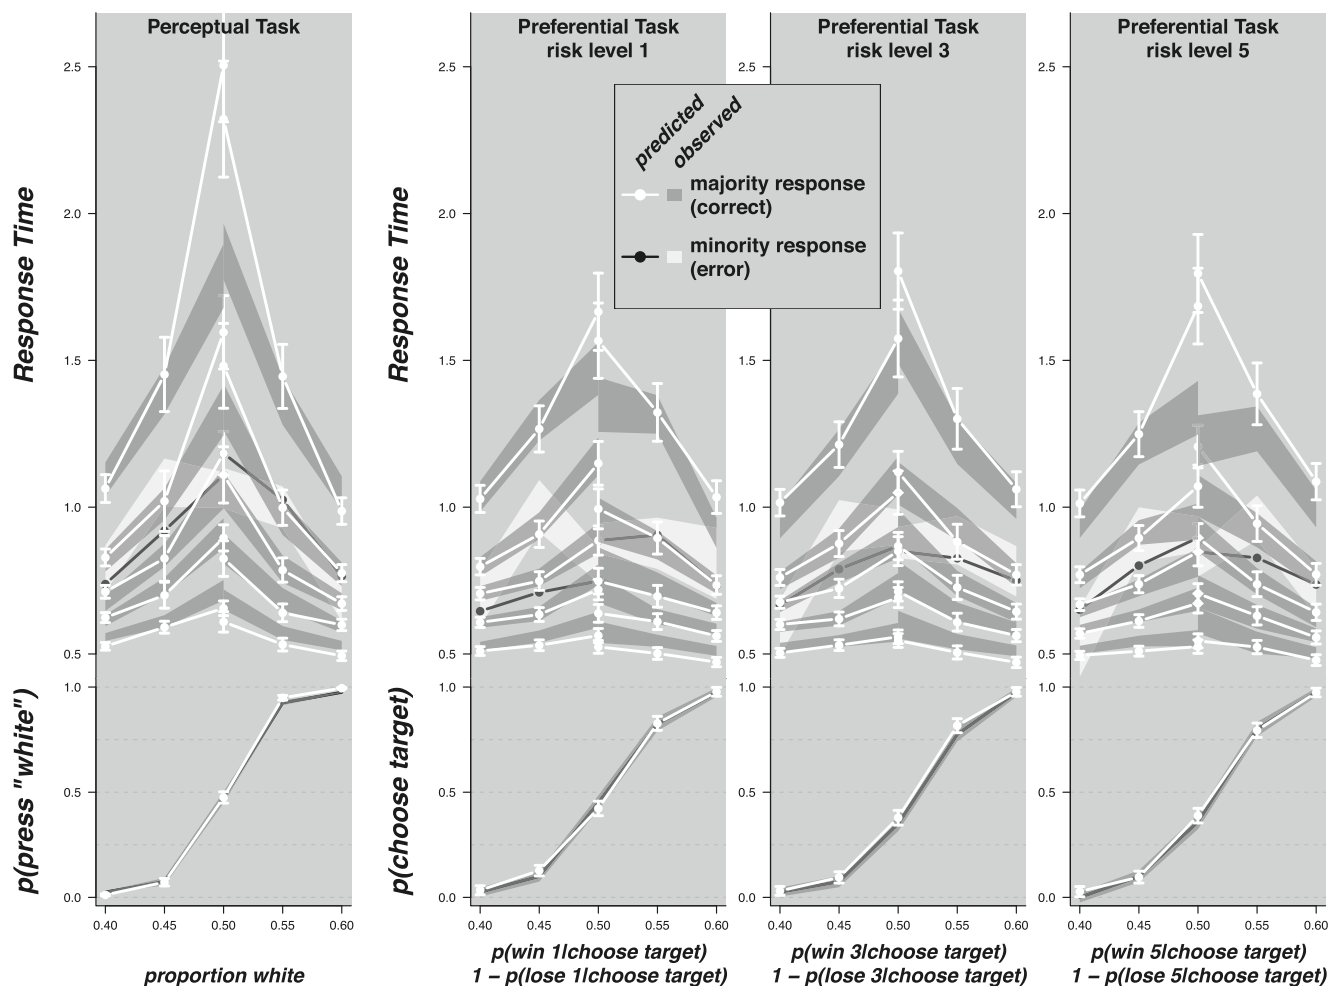 Perceptual Task
Preferential Task
risk level 1
Preferential Task
risk level 3
Preferential Task
risk level 5
predicted
observed
majority response
(correct)
minority response
(error)
Response Time
2.5
2.0
1.5
1.0
0.5
Response Time
2.5
2.0
1.5
1.0
0.5
2.5
2.0
1.5
1.0
0.5
2.5
2.0
1.5
1.0
0.5
p(press "white")
1.0
0.5
0.0
p(choose target)
1.0
0.5
0.0
1.0
0.5
0.0
1.0
0.5
0.0
0.40 0.45 0.50 0.55 0.60
0.40 0.45 0.50 0.55 0.60
0.40 0.45 0.50 0.55 0.60
0.40 0.45 0.50 0.55 0.60
proportion white
p(win 1|choose target)
1 − p(lose 1|choose target)
p(win 3|choose target)
1 − p(lose 3|choose target)
p(win 5|choose target)
1 − p(lose 5|choose target)